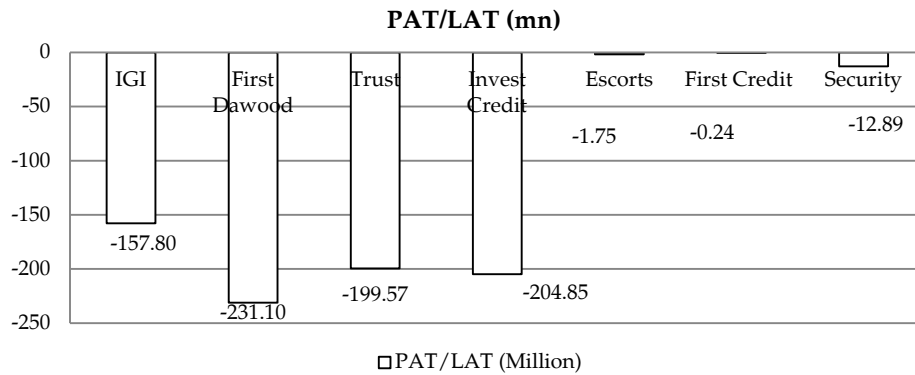 PAT/LAT (mn)
0
-50
-100
-150
-200
-250
IGI
First
Dawood
Trust
Invest
Credit
Escorts
First Credit
Security
-157.80
-231.10
-199.57
-204.85
-1.75
-0.24
-12.89
PAT/LAT (Million)